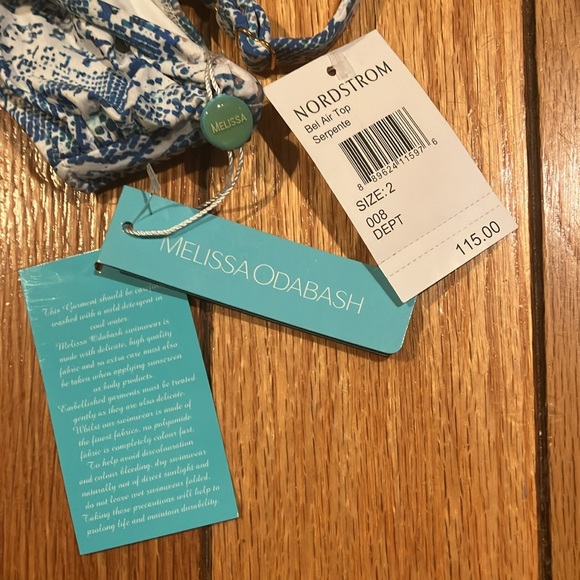 NORDSTROM
Bel Air Top
Serpente
8 89624 11597 6
SIZE: 2
008
DEPT
115.00
MELISSA
MELISSA ODABASH
This Garment should be
washed with a mild detergent in
cool water.
Melissa Odabash swimwear is
made with delicate, high quality
fabric and so extra care must also
be taken when applying sunscreen
or body products.
Embellished garments must be treated
gently as they are also delicate.
Whilst our swimwear is made of
the finest fabrics, no polyamide
fabric is completely colour fast.
To help avoid discolouration
and colour bleeding, dry swimwear
naturally out of direct sunlight and
do not leave wet swimwear folded.
Taking these precautions will help to
prolong life and maintain durability.